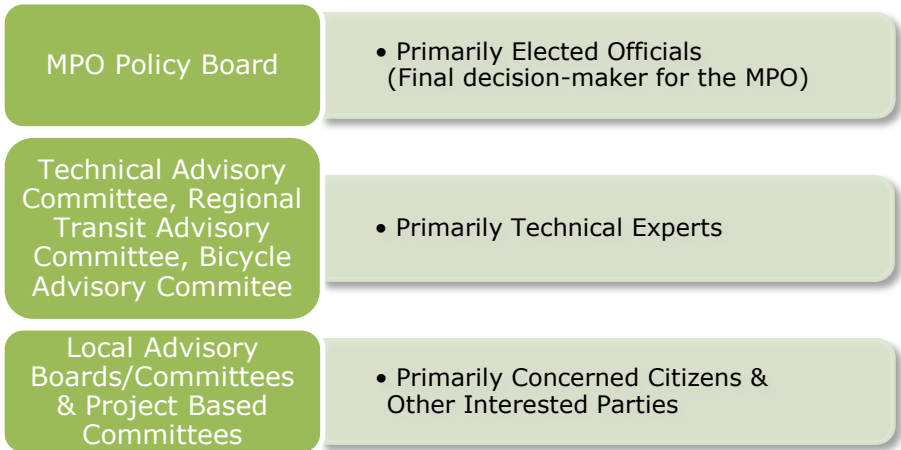 MPO Policy Board
• Primarily Elected Officials
(Final decision-maker for the MPO)
Technical Advisory
Committee, Regional
Transit Advisory
Committee, Bicycle
Advisory Commitee
• Primarily Technical Experts
Local Advisory
Boards/Committees
& Project Based
Committees
• Primarily Concerned Citizens &
Other Interested Parties